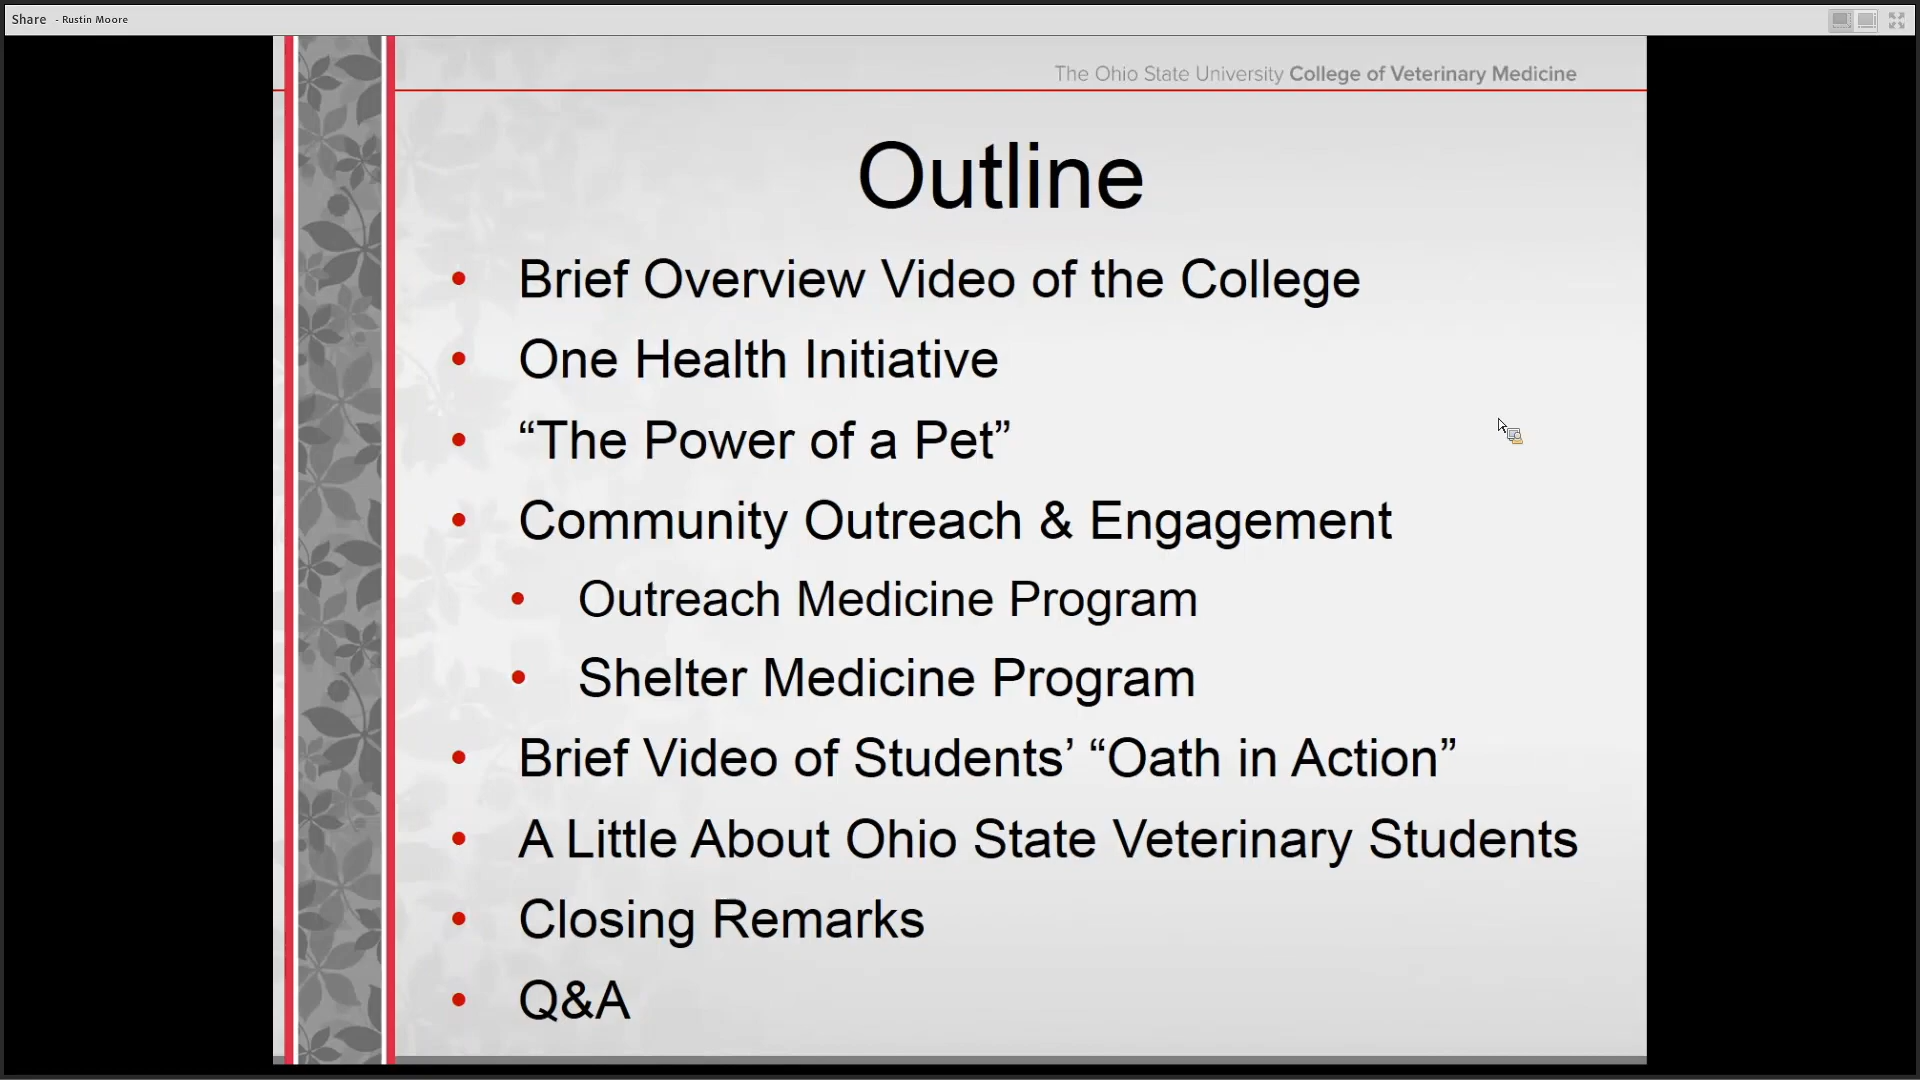 Share - Rustin Moore
The Ohio State University College of Veterinary Medicine
Outline
• Brief Overview Video of the College
• One Health Initiative
• “The Power of a Pet”
• Community Outreach & Engagement
• Outreach Medicine Program
• Shelter Medicine Program
• Brief Video of Students’ “Oath in Action”
• A Little About Ohio State Veterinary Students
• Closing Remarks
• Q&A